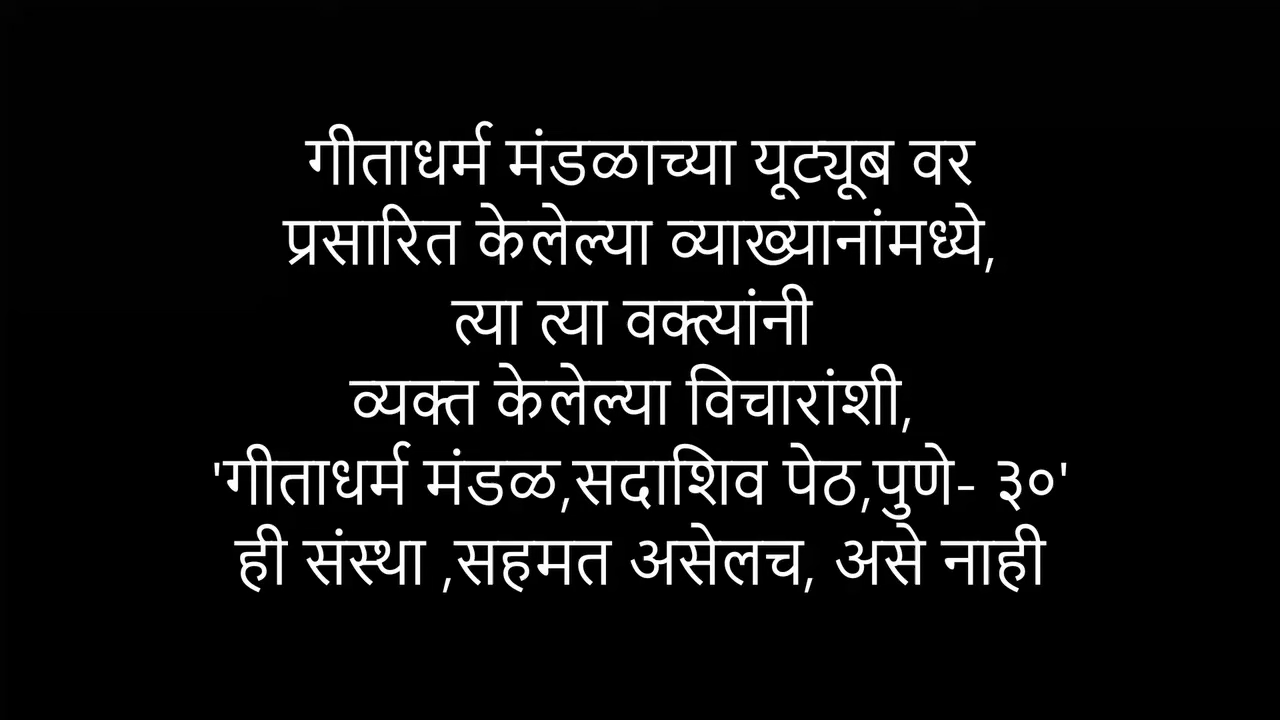 गीताधर्म मंडळाच्या यूट्यूब वर
प्रसारित केलेल्या व्याख्यानांमध्ये,
त्या त्या वक्त्यांनी
व्यक्त केलेल्या विचारांशी,
'गीताधर्म मंडळ,सदाशिव पेठ,पुणे- ३०'
ही संस्था ,सहमत असेलच, असे नाही